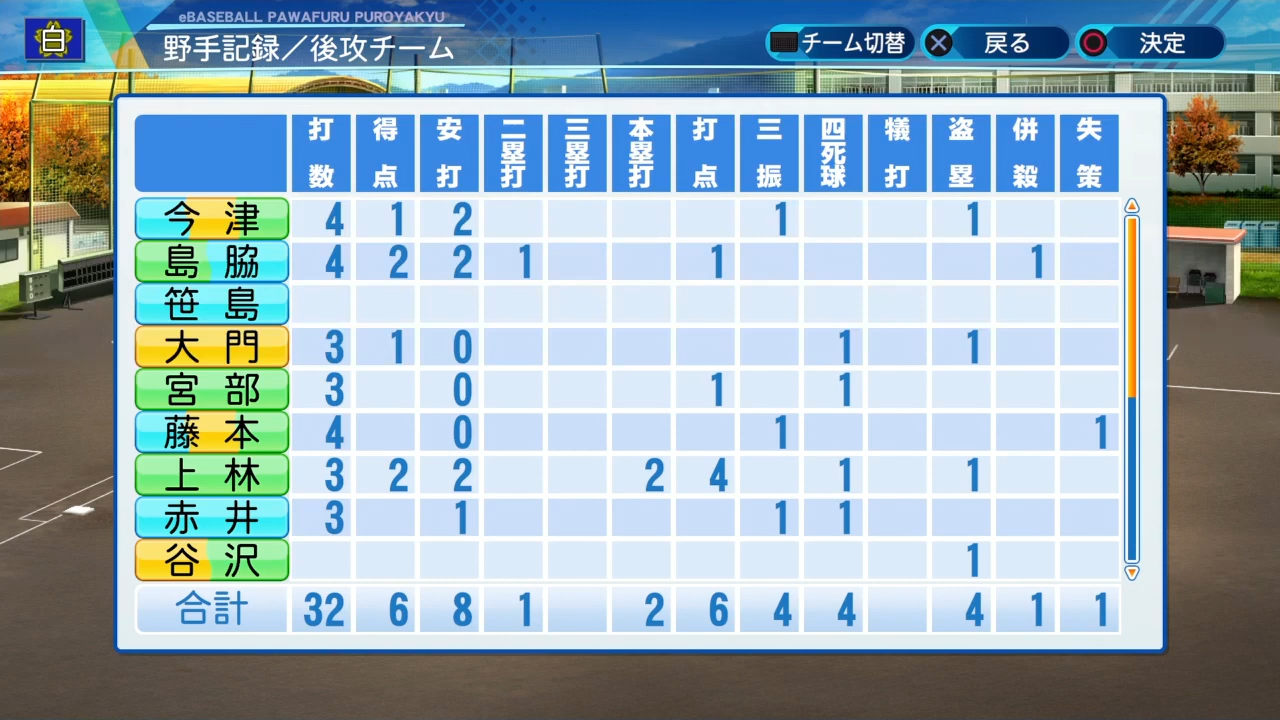 eBASEBALL PAWAFURU PUROYAKYU
白
野手記録／後攻チーム
チーム切替 戻る 決定
打数 得点 安打 二塁打 三塁打 本塁打 打点 三振 四死球 犠打 盗塁 併殺 失策
今津 4 1 2 1 1
島脇 4 2 2 1 1 1
笹島
大門 3 1 0 1 1
宮部 3 0 1 1
藤本 4 0 1 1
上林 3 2 2 2 4 1 1
赤井 3 1 1 1
谷沢 1
合計 32 6 8 1 2 6 4 4 4 1 1